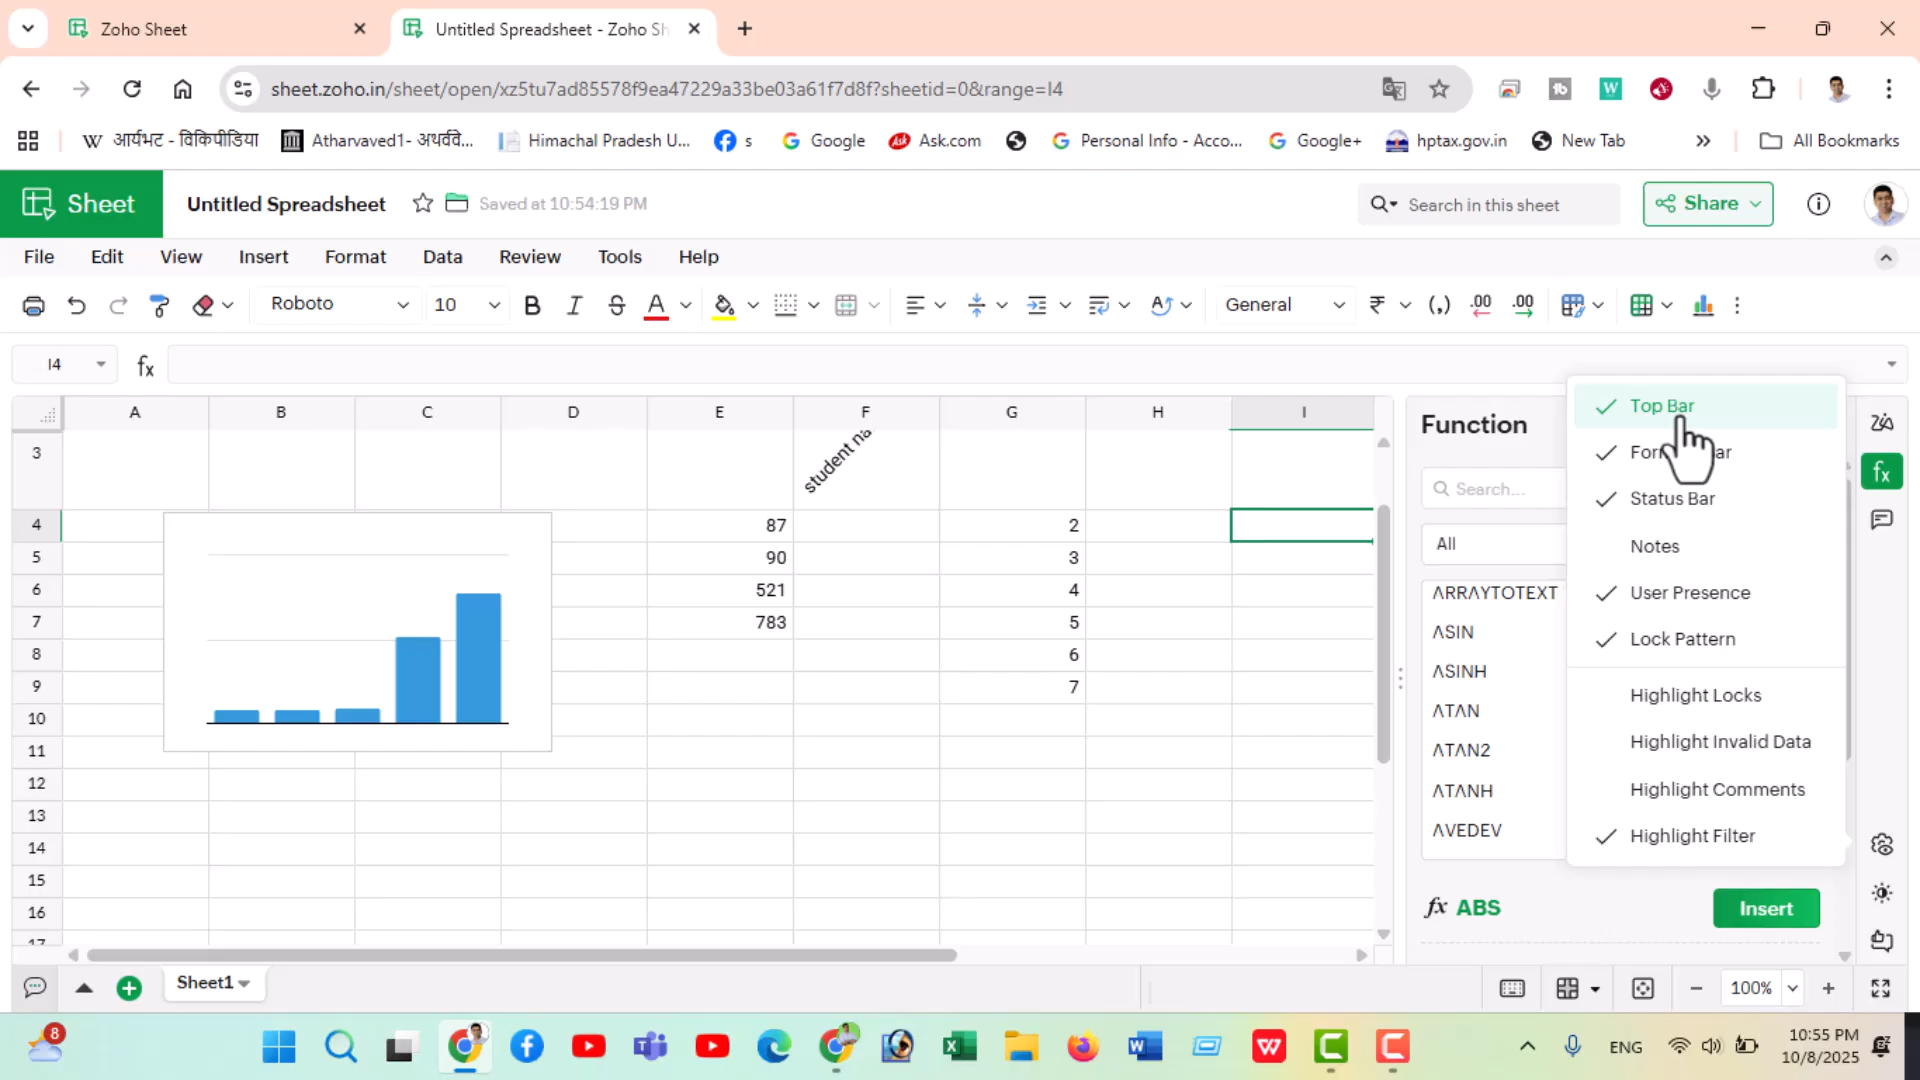 Zoho Sheet
Untitled Spreadsheet - Zoho Sh
sheet.zoho.in/sheet/open/xz5tu7ad85578f9ea47229a33be03a61f7d8f?sheetid=0&range=I4
आर्यभट - विकिपीडिया
Atharvaved1- अथर्ववे...
Himachal Pradesh U...
s
Google
Ask.com
Personal Info - Acco...
Google+
hptax.gov.in
New Tab
All Bookmarks
Sheet
Untitled Spreadsheet
Saved at 10:54:19 PM
Search in this sheet
Share
File Edit View Insert Format Data Review Tools Help
Roboto 10 B I S A General ₹ (,) .00 .00
I4 fx
A B C D E F G H I
3 student na
4 87 2
5 90 3
6 521 4
7 783 5
8 6
9 7
10
11
12
13
14
15
16
17
Function
Search...
All
ARRAYTOTEXT
ASIN
ASINH
ATAN
ATAN2
ATANH
AVEDEV
fx ABS
Insert
Top Bar
Status Bar
Notes
User Presence
Lock Pattern
Highlight Locks
Highlight Invalid Data
Highlight Comments
Highlight Filter
fx
Sheet1
100%
8
ENG
10:55 PM
10/8/2025